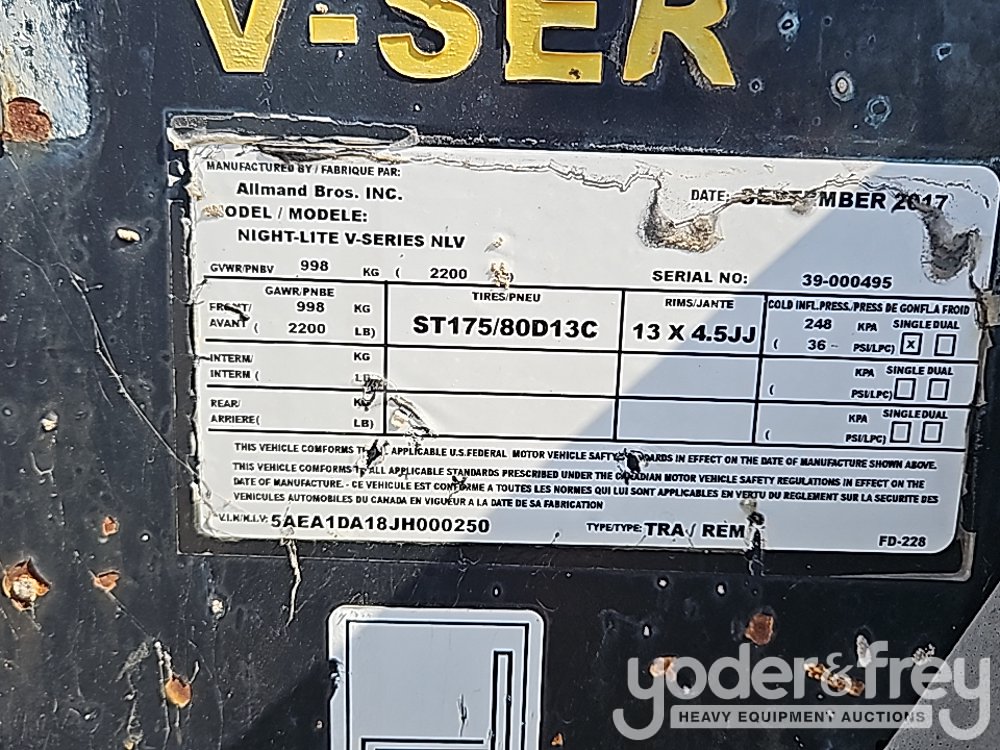 V-SER
MANUFACTURED BY / FABRIQUE PAR:
Allmand Bros. INC.
DATE: SEPTEMBER 2017
MODEL / MODELE:
NIGHT-LITE V-SERIES NLV
GVWR/PNBV 998 KG ( 2200
SERIAL NO: 39-000495
GAWR/PNBE TIRES/PNEU RIMS/JANTE COLD INFL.PRESS./PRESS DE GONFL.A FROID
FRONT/ 998 KG ST175/80D13C 13 X 4.5JJ 248 KPA SINGLE DUAL
AVANT ( 2200 LB) ( 36 PSI/LPC) X
INTERM/ KG KPA SINGLE DUAL
INTERM ( LB) ( PSI/LPC)
REAR/ KG KPA SINGLE DUAL
ARRIERE ( LB) ( PSI/LPC)
THIS VEHICLE CONFORMS TO ALL APPLICABLE U.S.FEDERAL MOTOR VEHICLE SAFTY STANDARDS IN EFFECT ON THE DATE OF MANUFACTURE SHOWN ABOVE.
THIS VEHICLE CONFORMS TO ALL APPLICABLE STANDARDS PRESCRIBED UNDER THE CANADIAN MOTOR VEHICLE SAFETY REGULATIONS IN EFFECT ON THE
DATE OF MANUFACTURE. - CE VEHICULE EST CONFORME A TOUTES LES NORMES QUI LUI SONT APPLICABLES EN VERTU DU REGLEMENT SUR LA SECURITE DES
VEHICULES AUTOMOBILES DU CANADA EN VIGUEUR A LA DATE DE SA FABRICATION
V.I.N/N.I.V: 5AEA1DA18JH000250 TYPE/TYPE: TRA / REM
FD-228
yoder&frey
HEAVY EQUIPMENT AUCTIONS